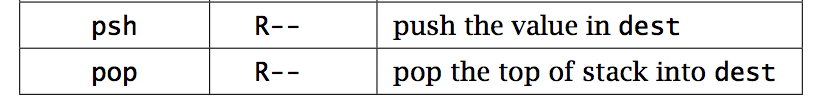 psh R-- push the value in dest
pop R-- pop the top of stack into dest